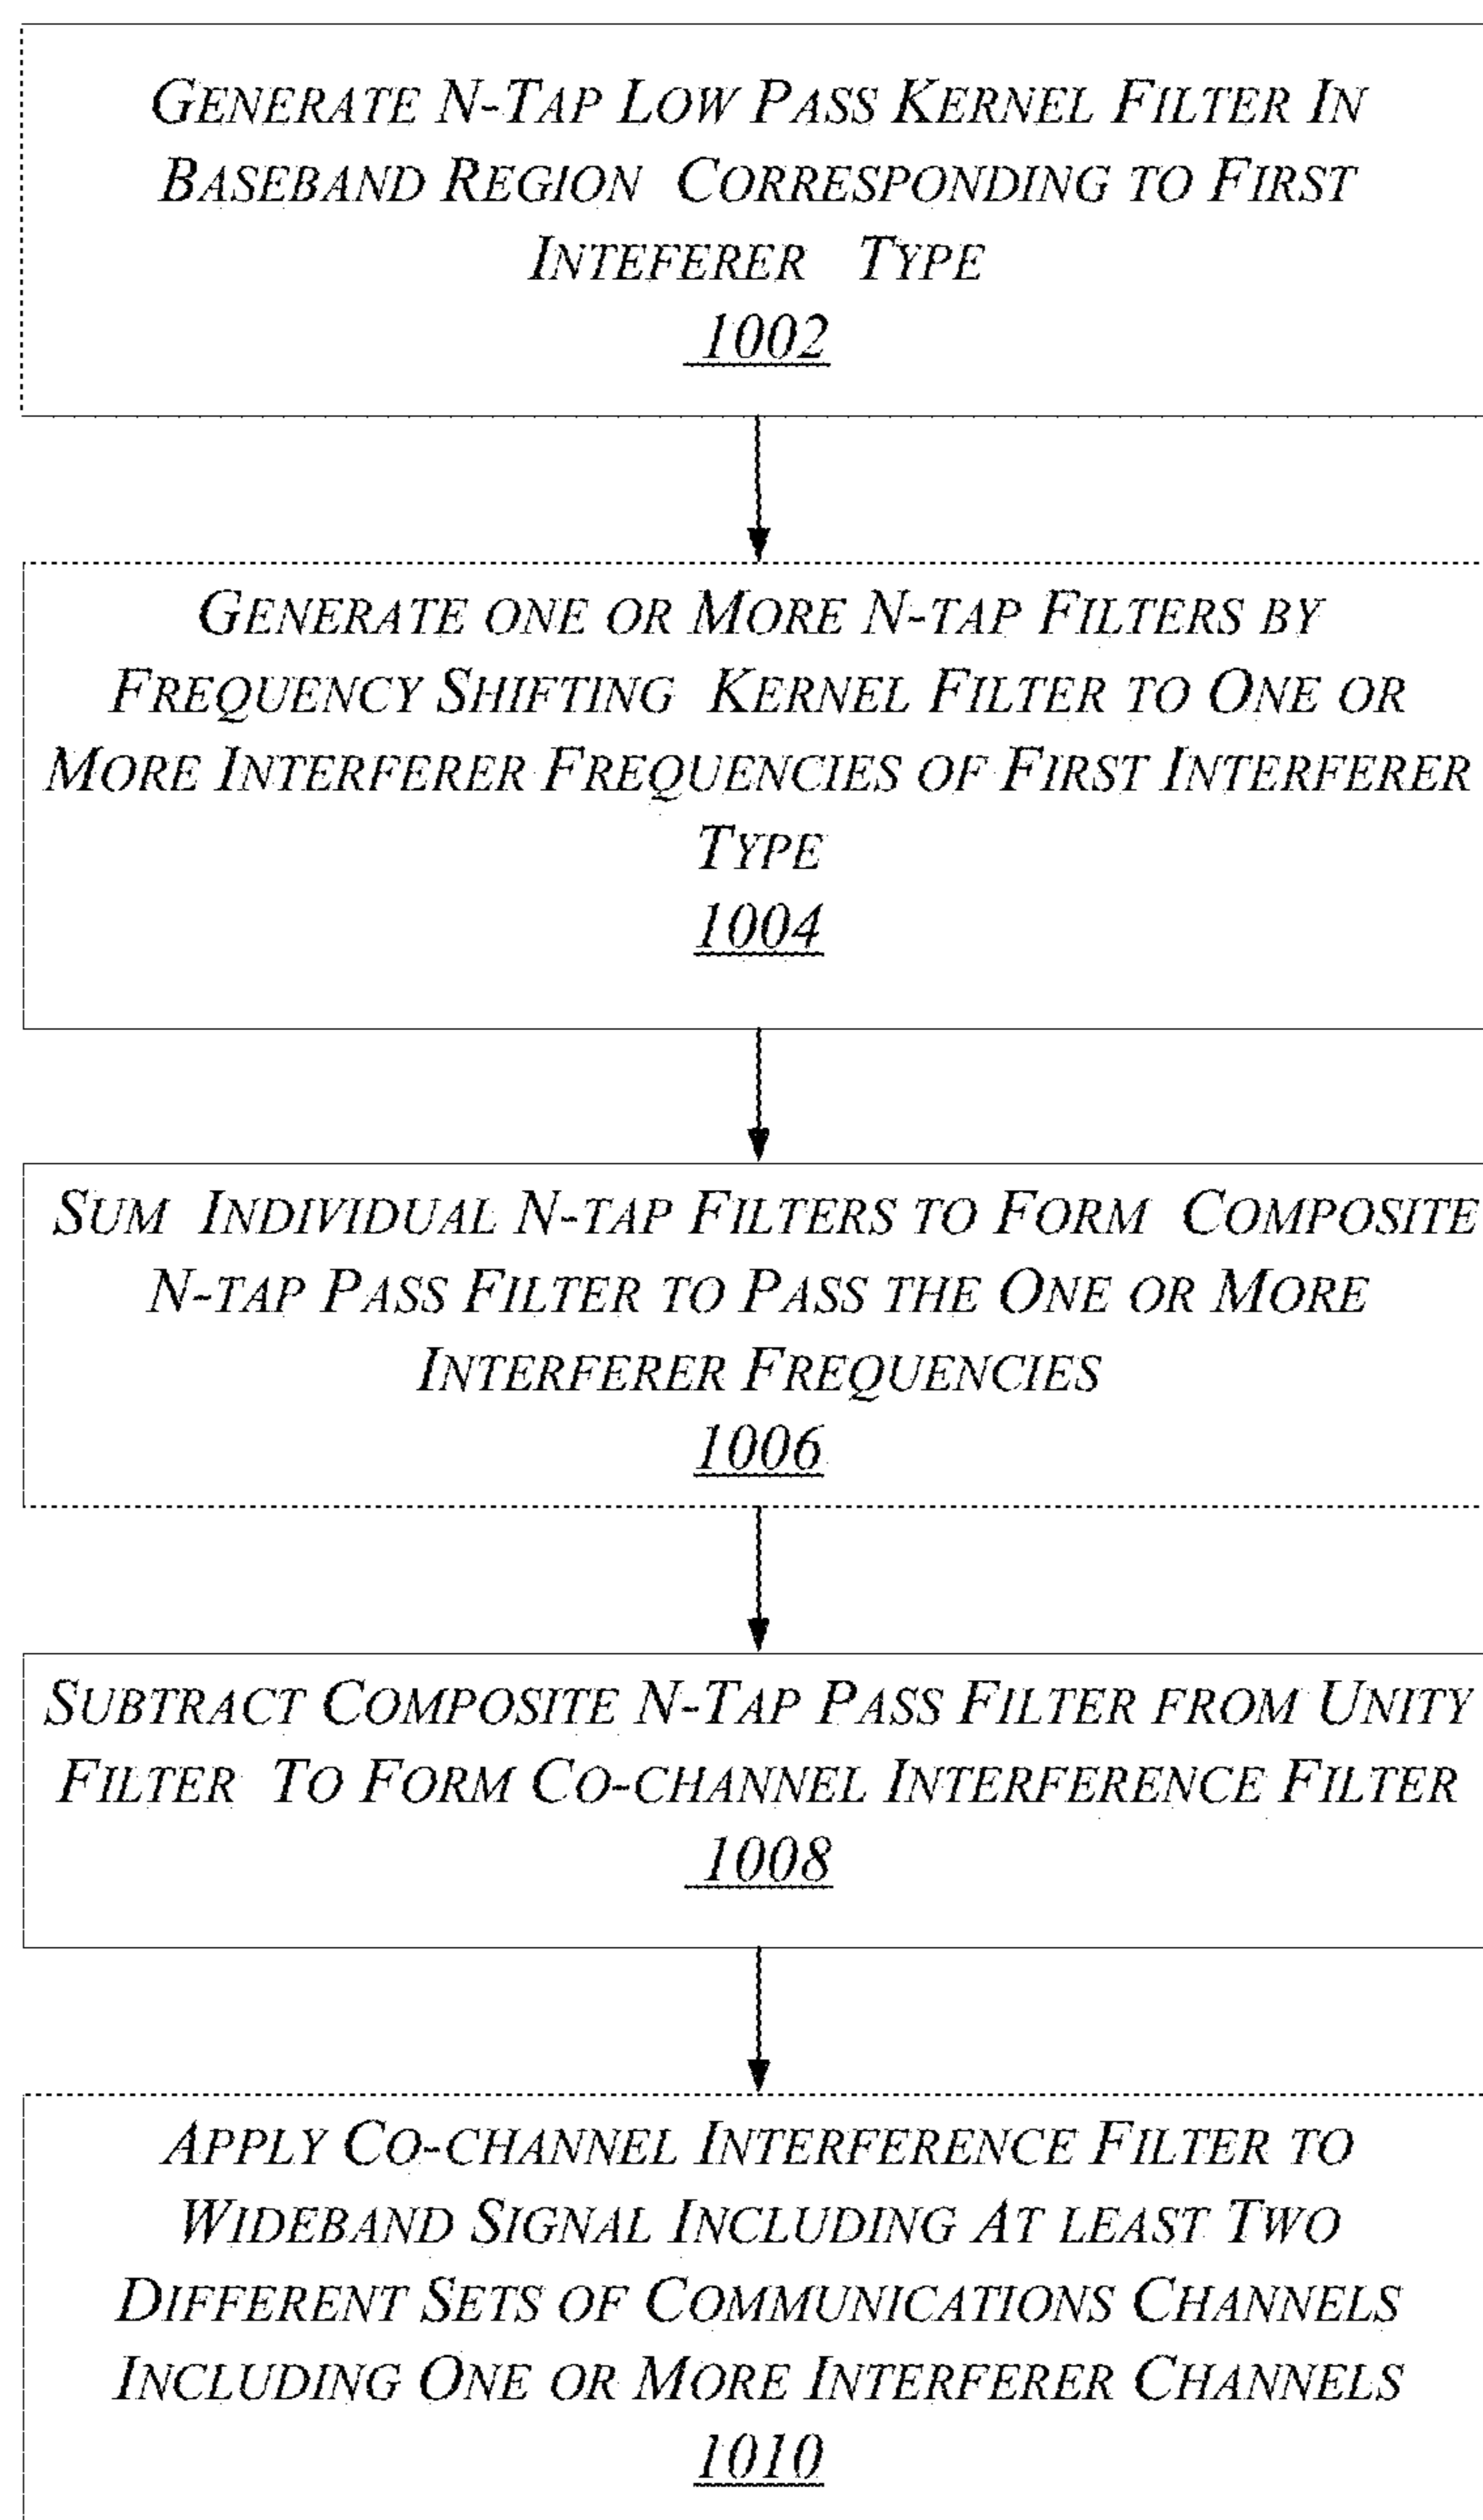 GENERATE N-TAP LOW PASS KERNEL FILTER IN
BASEBAND REGION CORRESPONDING TO FIRST
INTEFERER TYPE
1002
GENERATE ONE OR MORE N-TAP FILTERS BY
FREQUENCY SHIFTING KERNEL FILTER TO ONE OR
MORE INTERFERER FREQUENCIES OF FIRST INTERFERER
TYPE
1004
SUM INDIVIDUAL N-TAP FILTERS TO FORM COMPOSITE
N-TAP PASS FILTER TO PASS THE ONE OR MORE
INTERFERER FREQUENCIES
1006
SUBTRACT COMPOSITE N-TAP PASS FILTER FROM UNITY
FILTER TO FORM CO-CHANNEL INTERFERENCE FILTER
1008
APPLY CO-CHANNEL INTERFERENCE FILTER TO
WIDEBAND SIGNAL INCLUDING AT LEAST TWO
DIFFERENT SETS OF COMMUNICATIONS CHANNELS
INCLUDING ONE OR MORE INTERFERER CHANNELS
1010